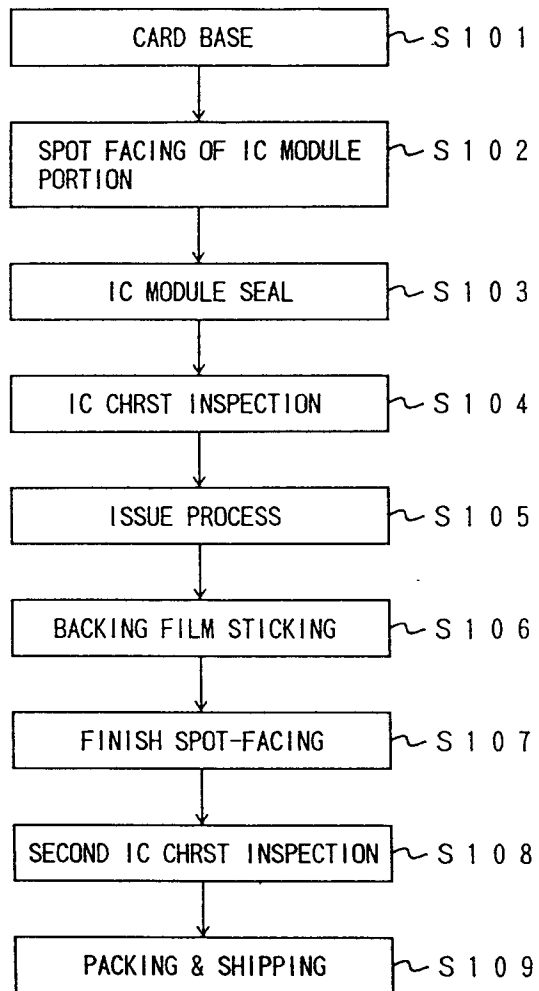 CARD BASE S101
SPOT FACING OF IC MODULE S102
PORTION
IC MODULE SEAL S103
IC CHRST INSPECTION S104
ISSUE PROCESS S105
BACKING FILM STICKING S106
FINISH SPOT-FACING S107
SECOND IC CHRST INSPECTION S108
PACKING & SHIPPING S109